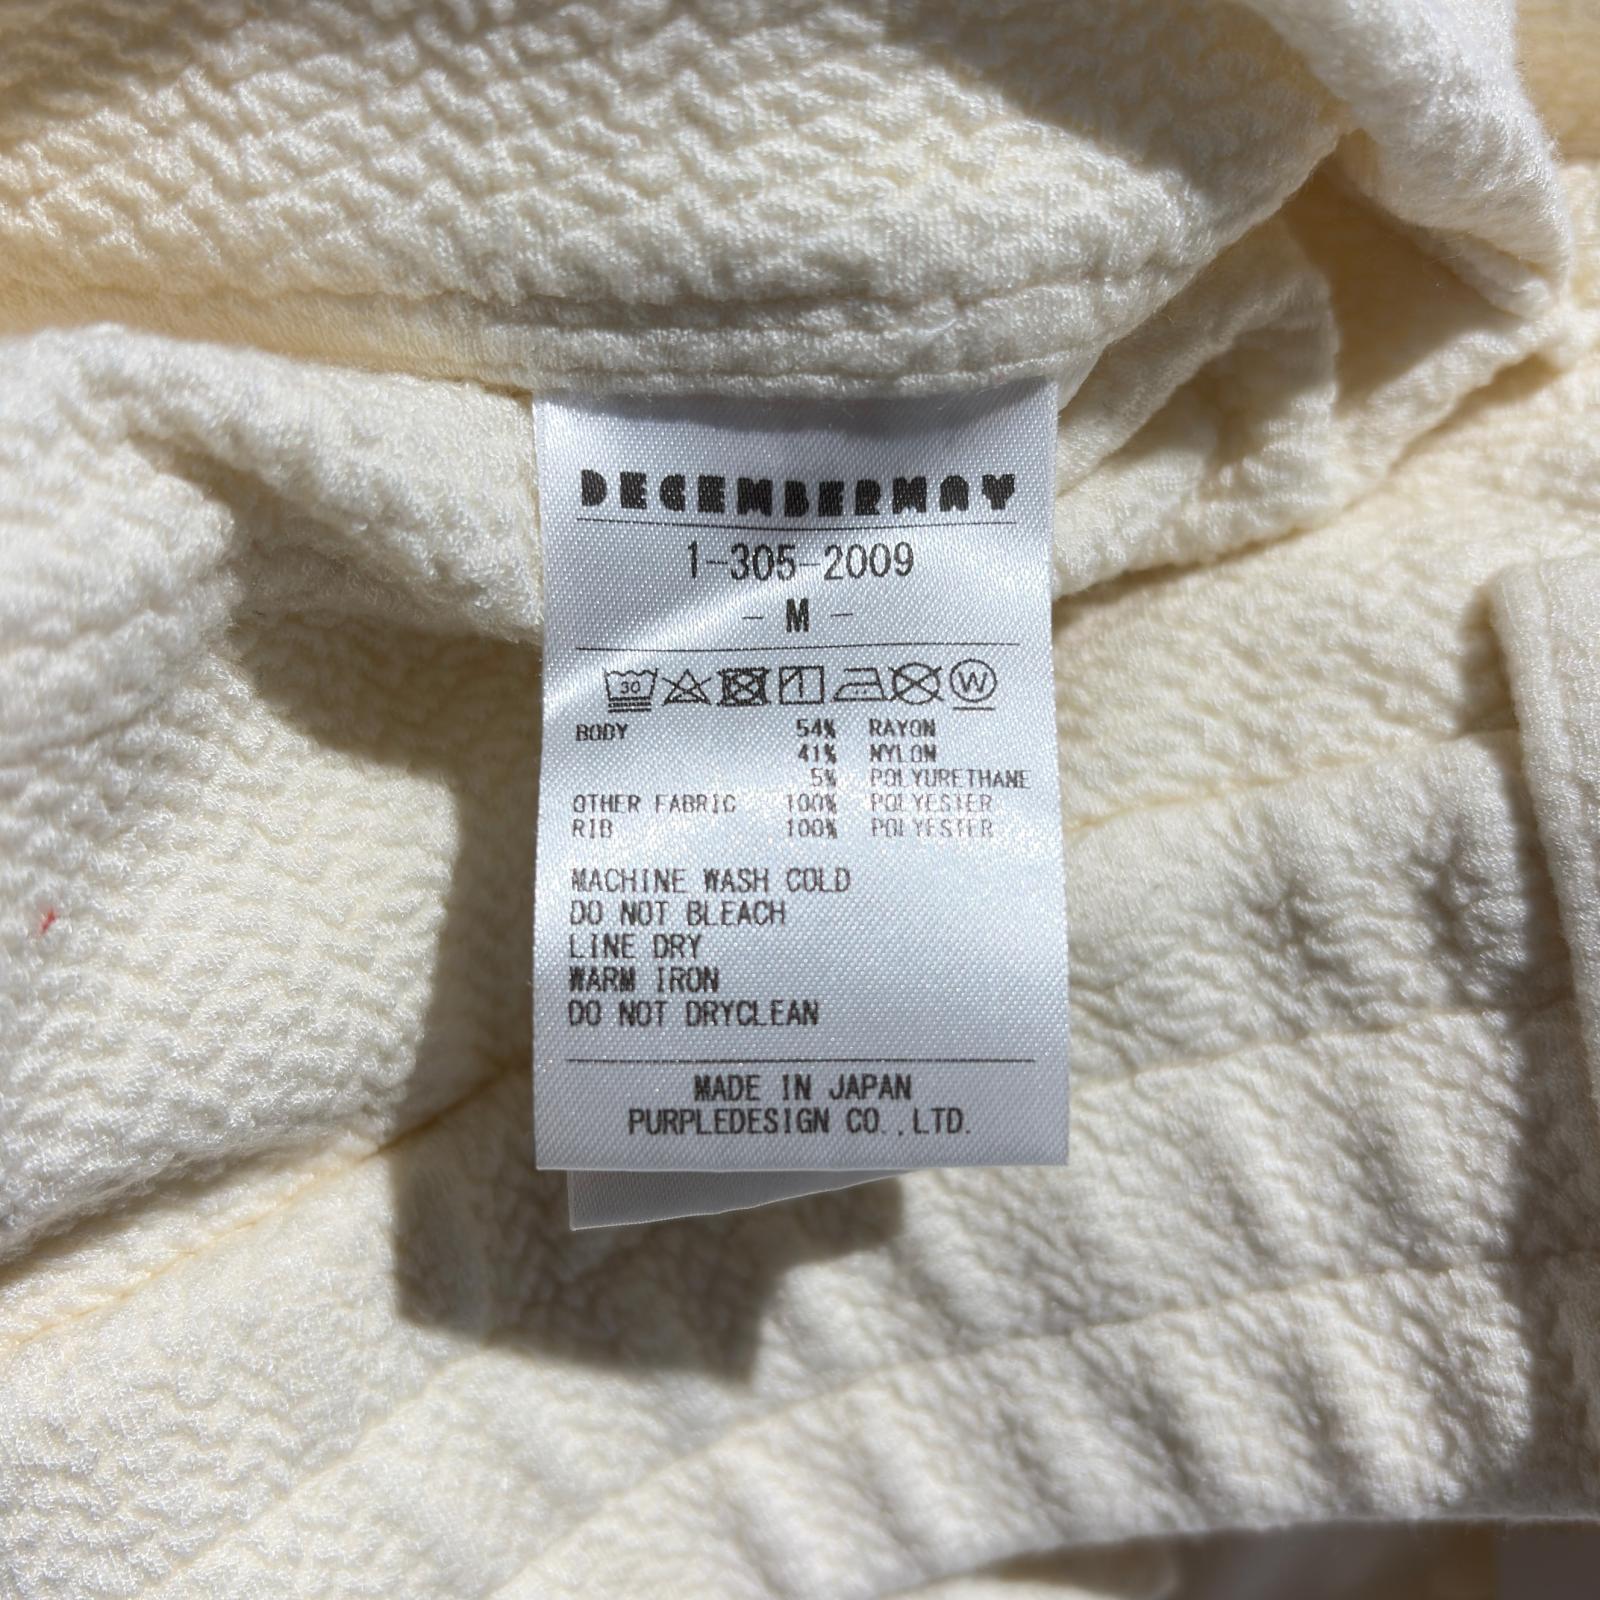 DECEMBERMAY
1-305-2009
- M -
30 W
BODY 54% RAYON
41% NYLON
5% POLYURETHANE
OTHER FABRIC 100% POLYESTER
RIB 100% POLYESTER
MACHINE WASH COLD
DO NOT BLEACH
LINE DRY
WARM IRON
DO NOT DRYCLEAN
MADE IN JAPAN
PURPLEDESIGN CO.,LTD.